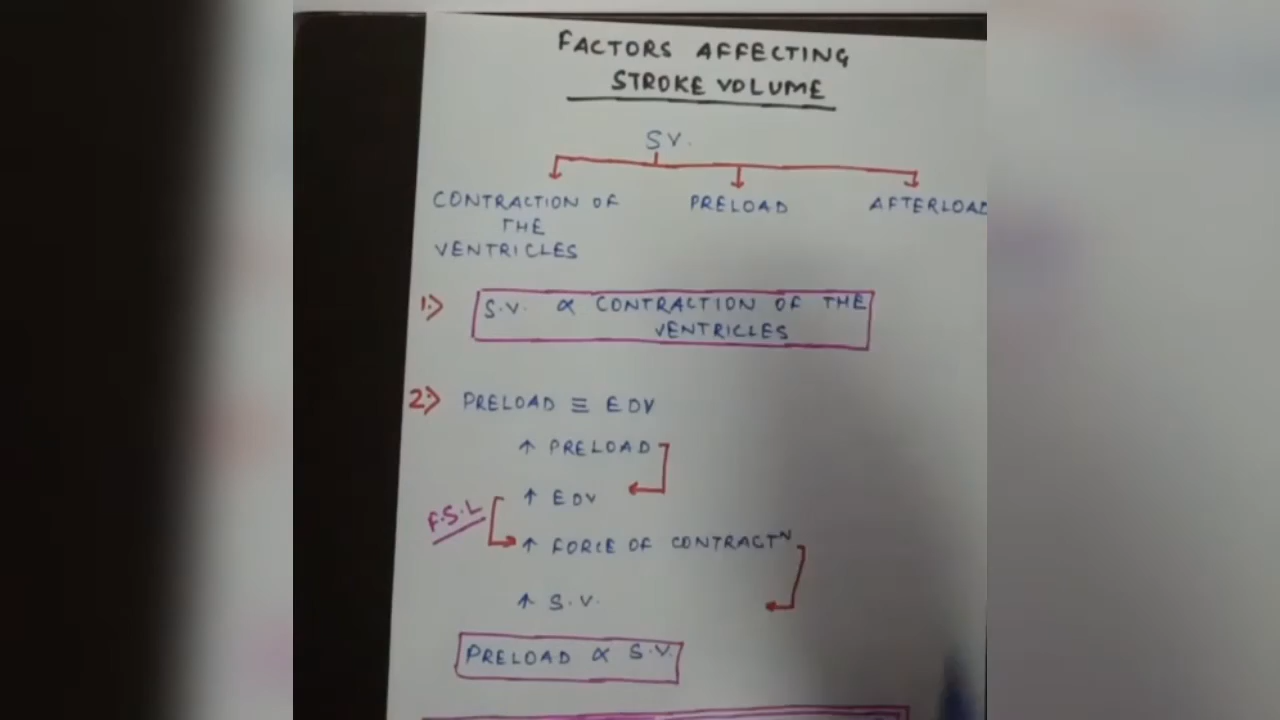 FACTORS AFFECTING
STROKE VOLUME
S V.
CONTRACTION OF
THE
VENTRICLES
PRELOAD
AFTERLOAD
1:) S.V. ∝ CONTRACTION OF THE
VENTRICLES
2:) PRELOAD ≡ EDV
↑ PRELOAD
↑ EDV
F.S.L
↑ FORCE OF CONTRACTᴺ
↑ S.V.
PRELOAD ∝ S.V.